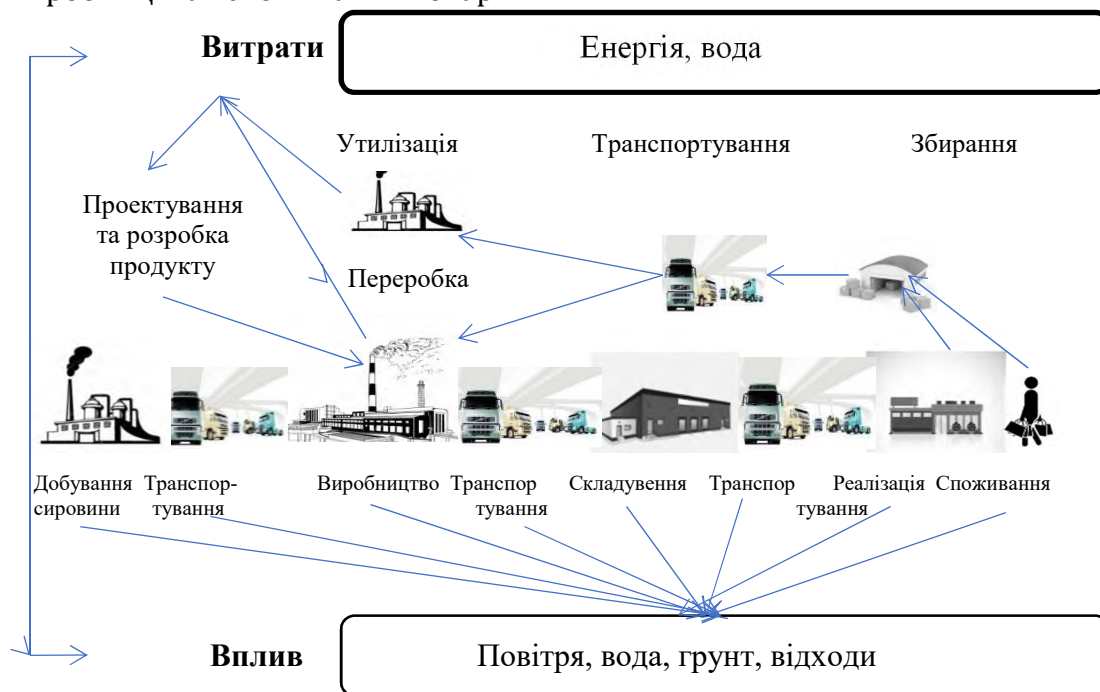 Витрати Енергія, вода
Утилізація Транспортування Збирання
Проектування
та розробка
продукту
Переробка
Добування Транспор- Виробництво Транспор Складувення Транспор Реалізація Споживання
сировини тування тування тування
Вплив Повітря, вода, грунт, відходи